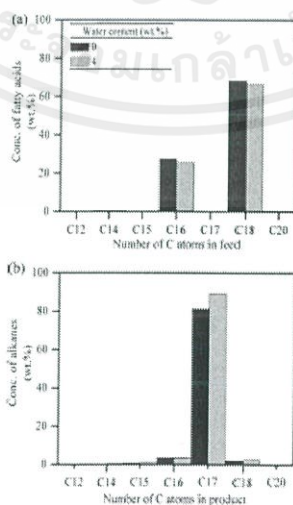 (a)
Water content (wt.%)
0
4
100
80
60
40
20
0
Conc. of fatty acids
(wt.%)
C12 C14 C15 C16 C17 C18 C20
Number of C atoms in feed
(b)
100
80
60
40
20
0
Conc. of alkanes
(wt.%)
C12 C14 C15 C16 C17 C18 C20
Number of C atoms in product